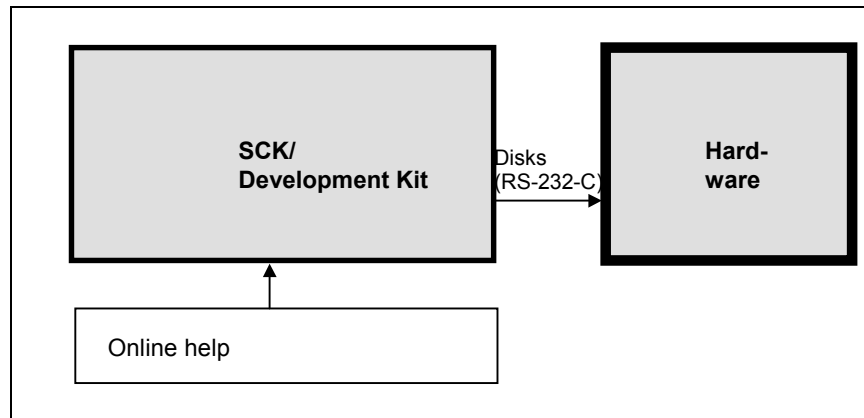 SCK/
Development Kit
Disks
(RS-232-C)
Hard-
ware
Online help